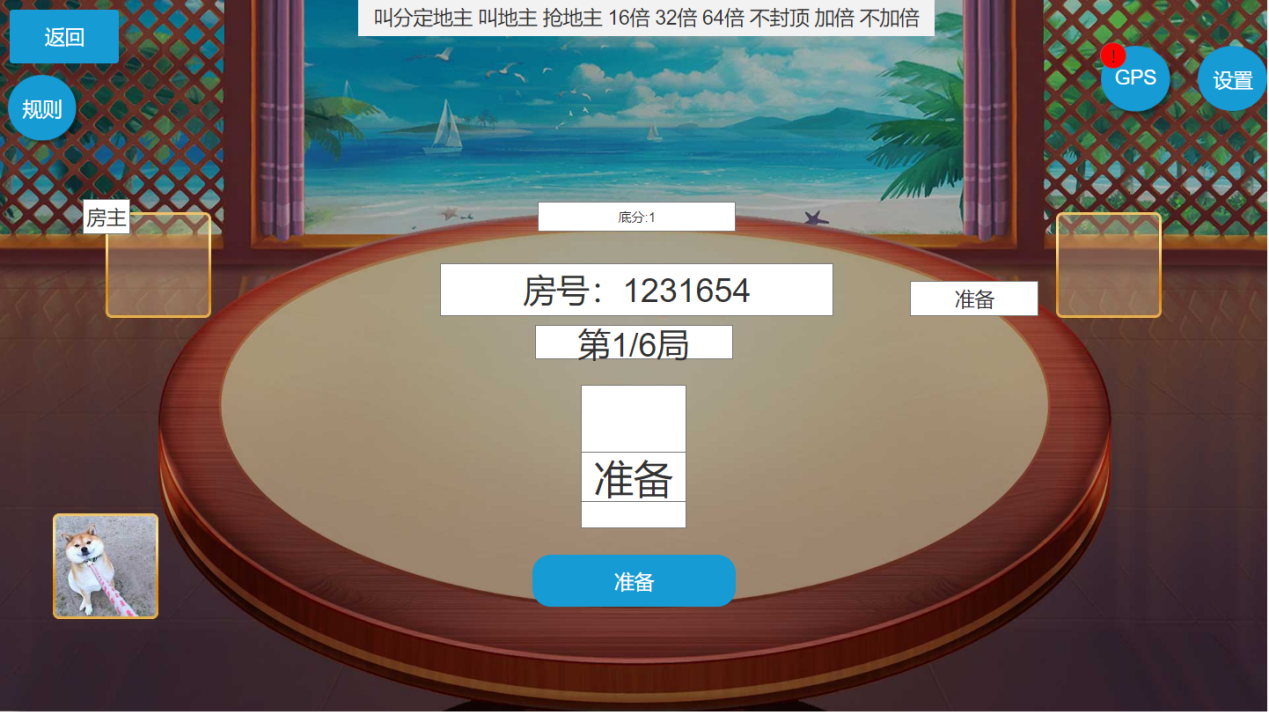 叫分定地主 叫地主 抢地主 16倍 32倍 64倍 不封顶 加倍 不加倍
返回
GPS
!
设置
规则
房主
底分:1
房号：1231654
准备
第1/6局
准备
准备